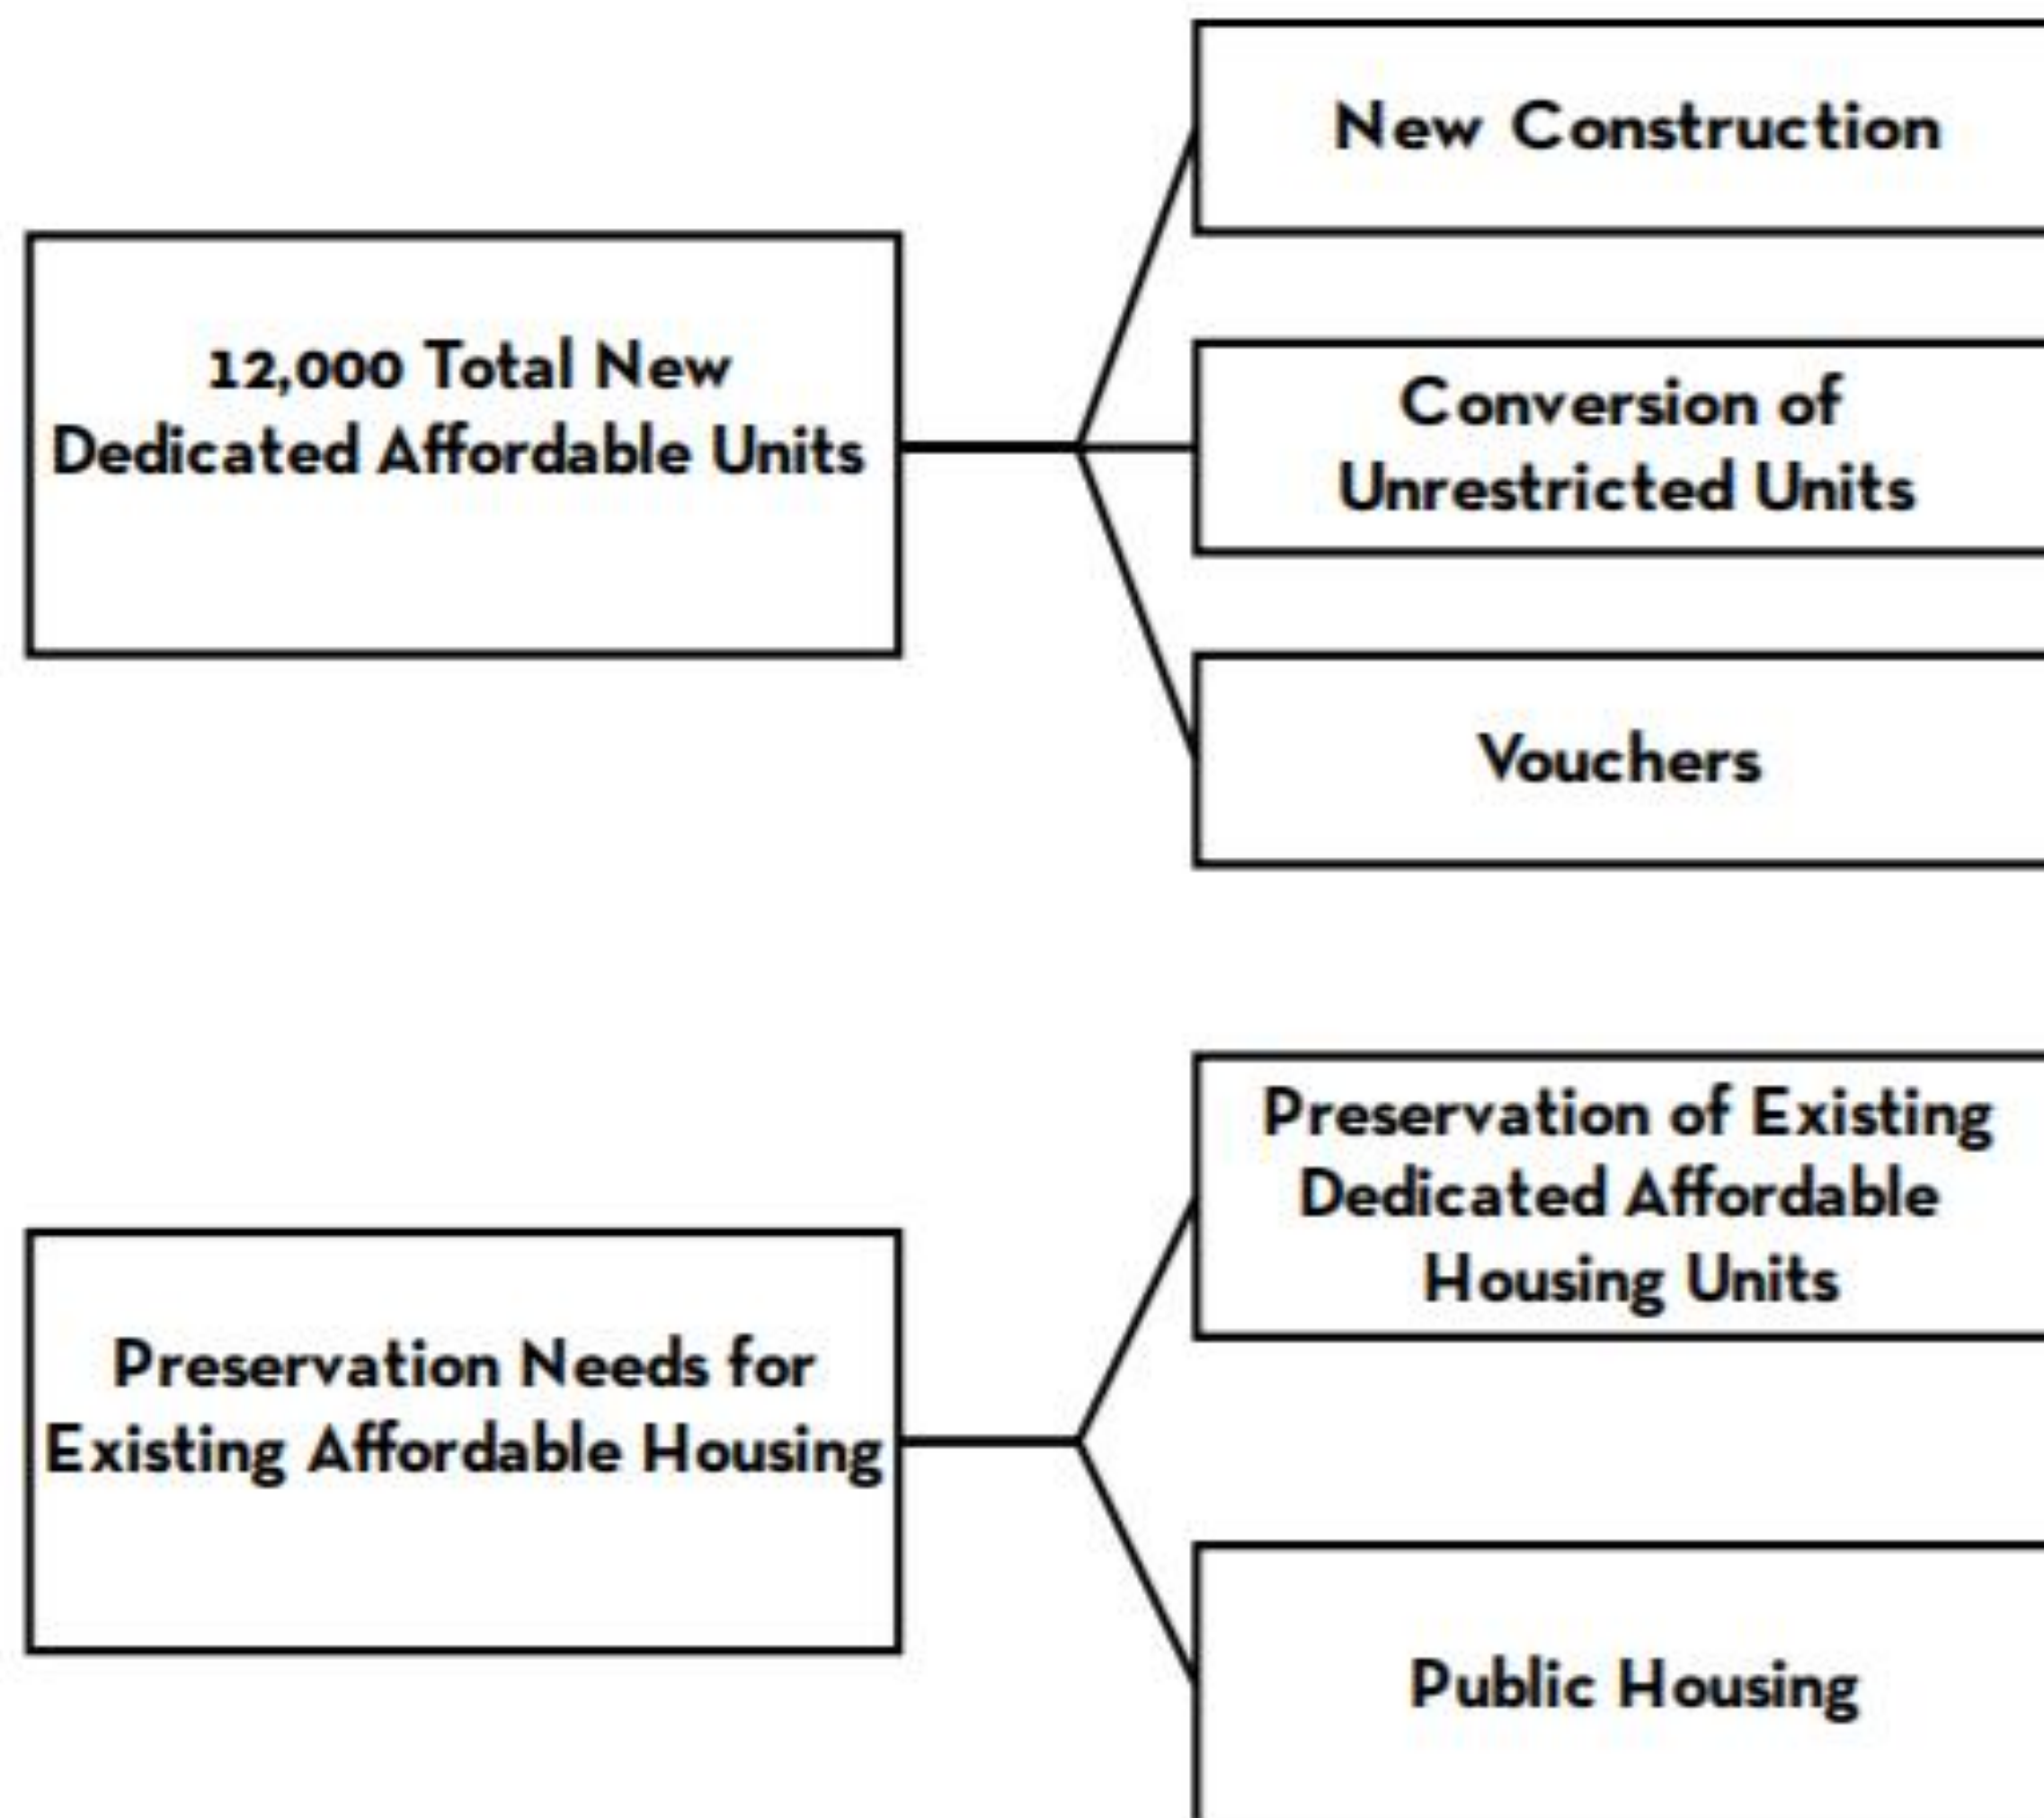 New Construction
12,000 Total New
Dedicated Affordable Units
Conversion of
Unrestricted Units
Vouchers
Preservation of Existing
Dedicated Affordable
Housing Units
Preservation Needs for
Existing Affordable Housing
Public Housing